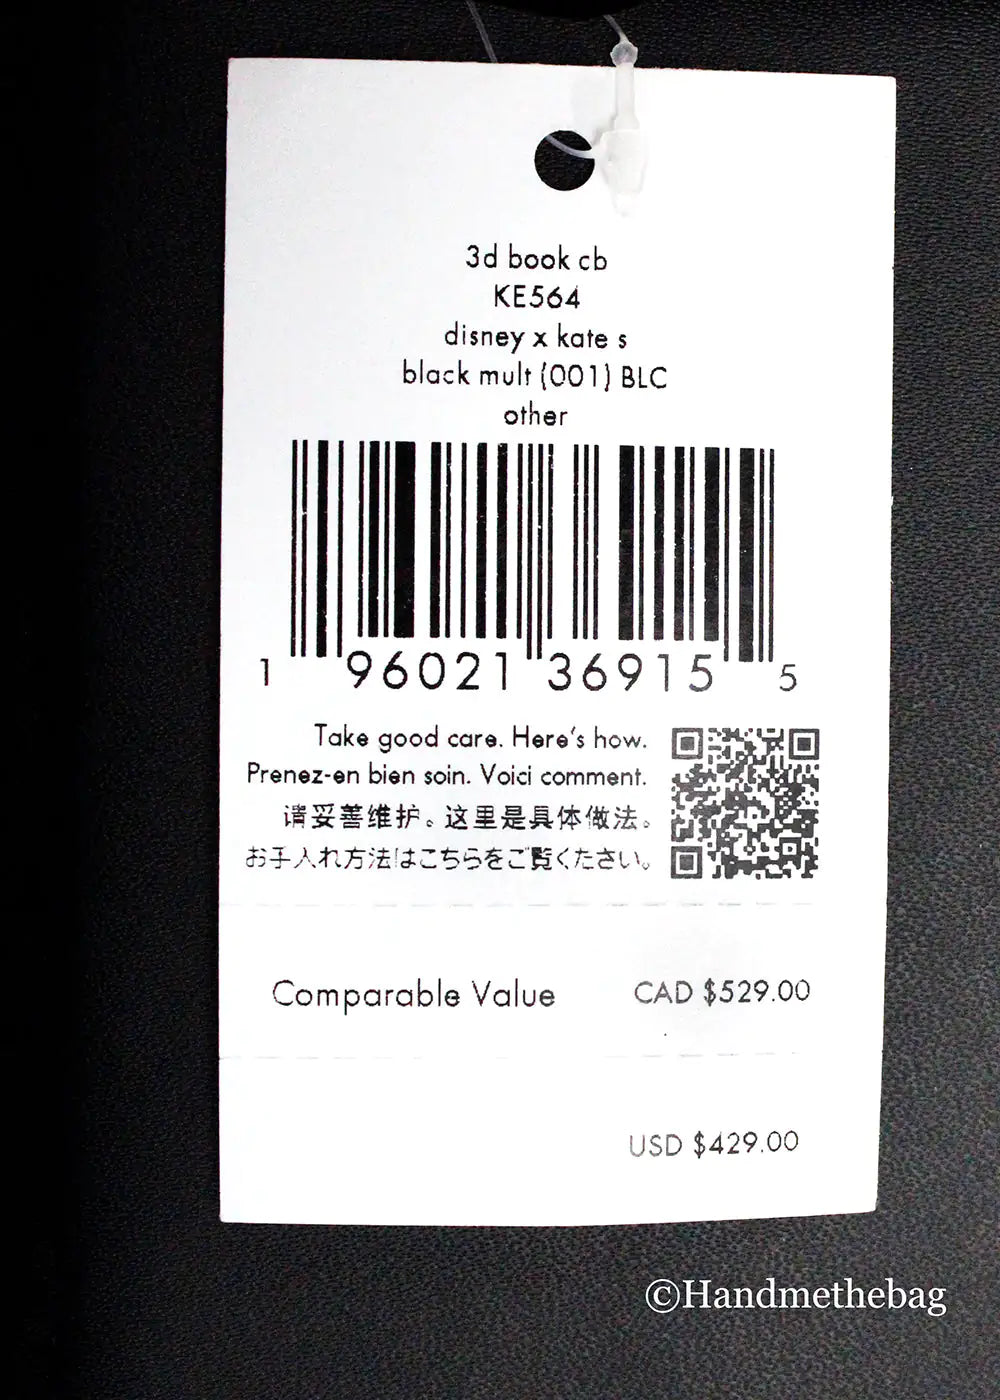 3d book cb
KE564
disney x kate s
black mult (001) BLC
other
1 96021 36915 5
Take good care. Here's how.
Prenez-en bien soin. Voici comment.
请妥善维护。这里是具体做法。
お手入れ方法はこちらをご覧ください。
Comparable Value CAD $529.00
USD $429.00
©Handmethebag